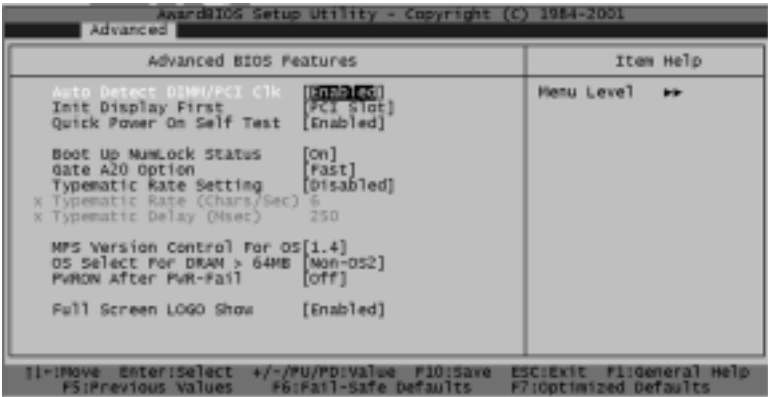 AwardBIOS Setup Utility - Copyright (C) 1984-2001
Advanced
Advanced BIOS Features
Item Help
Auto Detect DIMM/PCI Clk [Enabled]
Menu Level ▸▸
Init Display First [PCI Slot]
Quick Power On Self Test [Enabled]
Boot Up NumLock Status [On]
Gate A20 Option [Fast]
Typematic Rate Setting [Disabled]
x Typematic Rate (Chars/Sec) 6
x Typematic Delay (Msec) 250
MPS Version Control For OS[1.4]
OS Select For DRAM > 64MB [Non-OS2]
PWRON After PWR-Fail [Off]
Full Screen LOGO Show [Enabled]
:Move Enter:Select +/-/PU/PD:Value F10:Save ESC:Exit F1:General Help
F5:Previous Values F6:Fail-Safe Defaults F7:Optimized Defaults